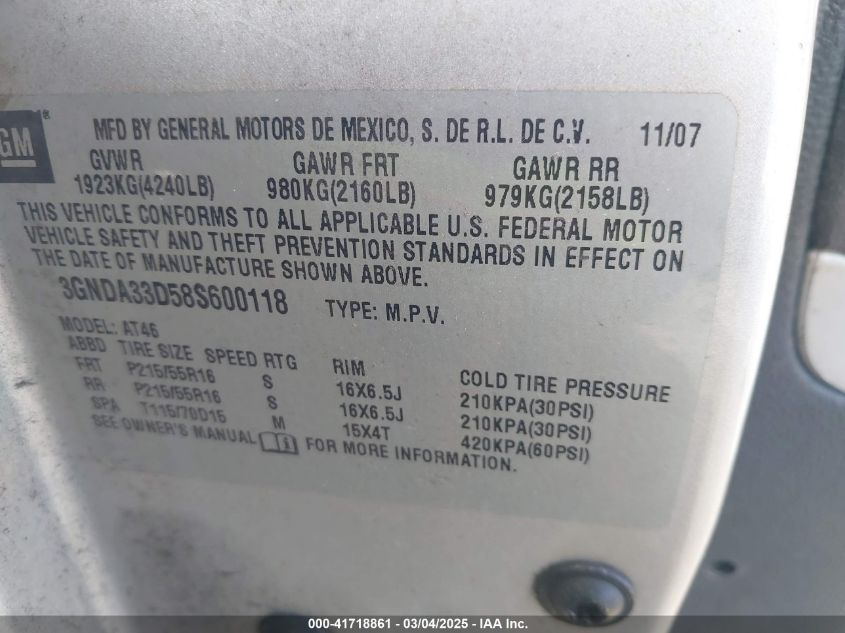 GM®
MFD BY GENERAL MOTORS DE MEXICO, S. DE R.L. DE C.V. 11/07
GVWR GAWR FRT GAWR RR
1923KG(4240LB) 980KG(2160LB) 979KG(2158LB)
THIS VEHICLE CONFORMS TO ALL APPLICABLE U.S. FEDERAL MOTOR
VEHICLE SAFETY AND THEFT PREVENTION STANDARDS IN EFFECT ON
THE DATE OF MANUFACTURE SHOWN ABOVE.
3GNDA33D58S600118 TYPE: M.P.V.
MODEL: AT46
ABBD TIRE SIZE SPEED RTG RIM COLD TIRE PRESSURE
FRT P215/55R16 S 16X6.5J 210KPA(30PSI)
RR P215/55R16 S 16X6.5J 210KPA(30PSI)
SPA T115/70D15 M 15X4T 420KPA(60PSI)
SEE OWNER'S MANUAL FOR MORE INFORMATION.
000-41718861 - 03/04/2025 - IAA Inc.